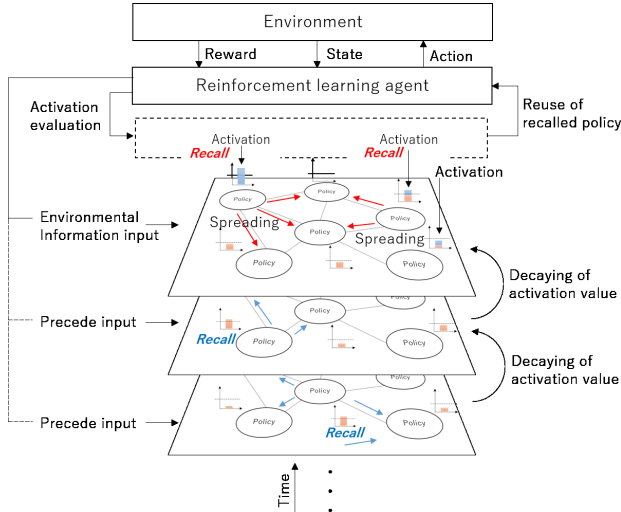 Environment
Reward
State
Action
Reinforcement learning agent
Activation
evaluation
Reuse of
recalled policy
Activation
Recall
Activation
Recall
Activation
Policy
Policy
Policy
Spreading
Policy
Spreading
Policy
Policy
Environmental
Information input
Decaying of
activation value
Precede input
Recall
Policy
Policy
Policy
Decaying of
activation value
Precede input
Policy
Policy
Policy
Recall
Time